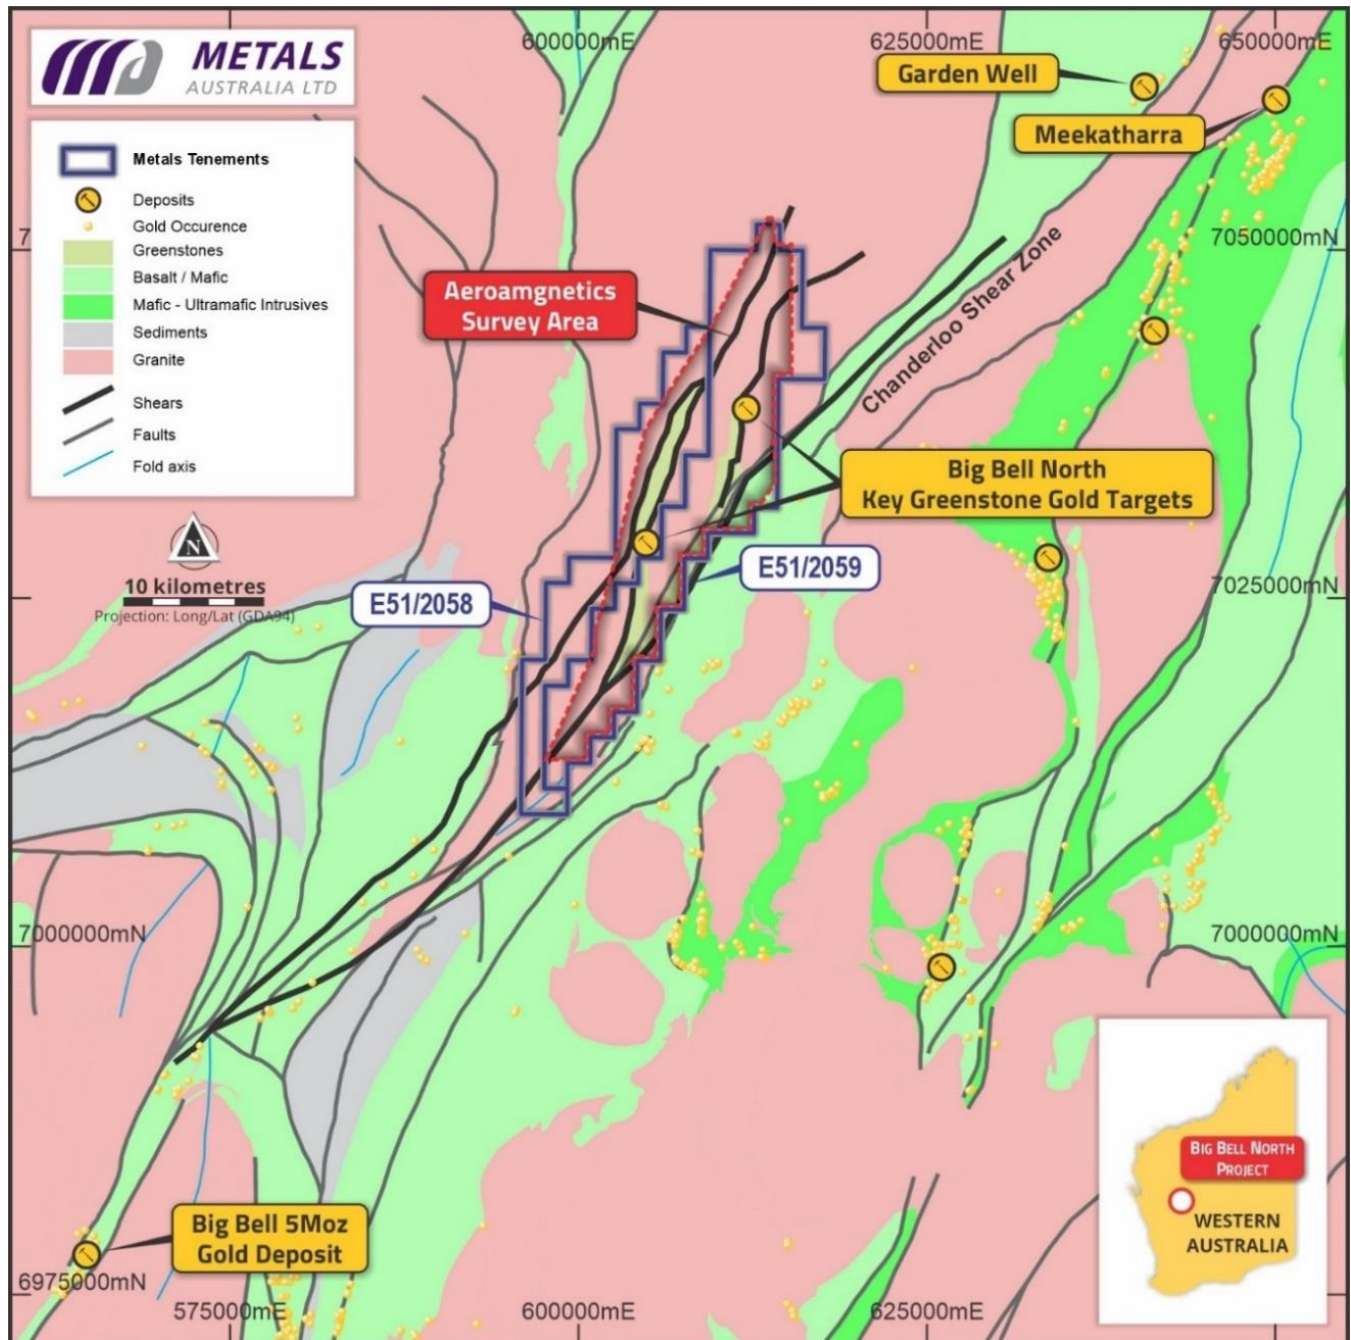 METALS
AUSTRALIA LTD
600000mE
625000mE
650000mE
Garden Well
Meekatharra
Metals Tenements
Deposits
Gold Occurence
Greenstones
Basalt / Mafic
Mafic - Ultramafic Intrusives
Sediments
Granite
Shears
Faults
Fold axis
7
7050000mN
Aeroamgnetics
Survey Area
Chanderloo Shear Zone
Big Bell North
Key Greenstone Gold Targets
N
10 kilometres
Projection: Long/Lat (GDA94)
E51/2058
E51/2059
7025000mN
7000000mN
7000000mN
Big Bell North
Project
WESTERN
AUSTRALIA
Big Bell 5Moz
Gold Deposit
6975000mN
575000mE
600000mE
625000mE